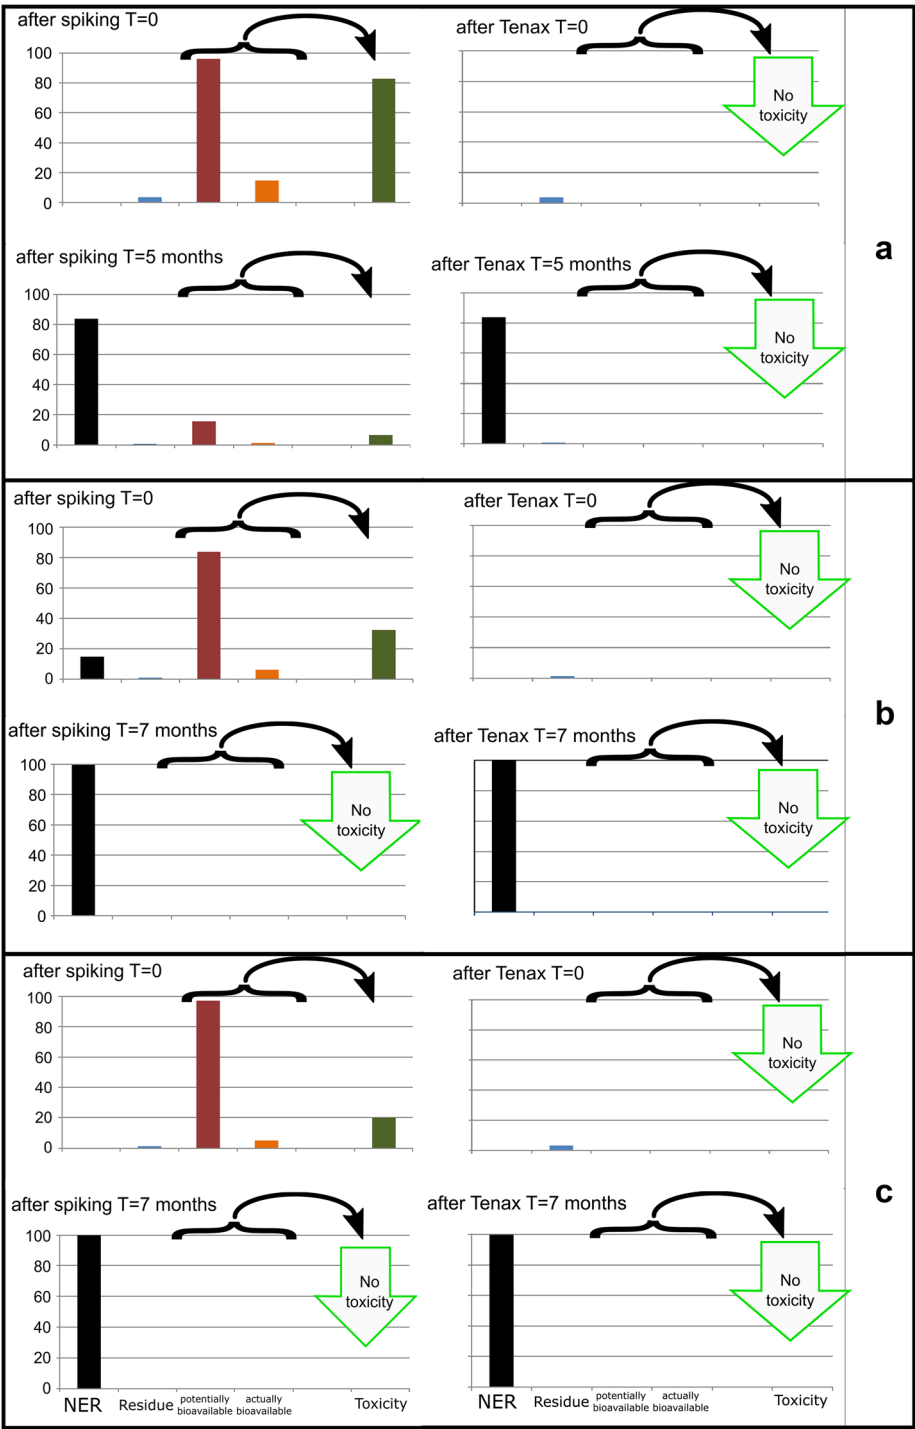 after spiking T=0
after Tenax T=0
100
80
60
40
20
0
No
toxicity
a
after spiking T=5 months
after Tenax T=5 months
100
80
60
40
20
0
No
toxicity
after spiking T=0
after Tenax T=0
100
80
60
40
20
0
No
toxicity
b
after spiking T=7 months
after Tenax T=7 months
100
80
60
40
20
0
No
toxicity
No
toxicity
after spiking T=0
after Tenax T=0
100
80
60
40
20
0
No
toxicity
c
after spiking T=7 months
after Tenax T=7 months
100
80
60
40
20
0
No
toxicity
No
toxicity
NER
Residue
potentially
bioavailable
actually
bioavailable
Toxicity
NER
Residue
potentially
bioavailable
actually
bioavailable
Toxicity